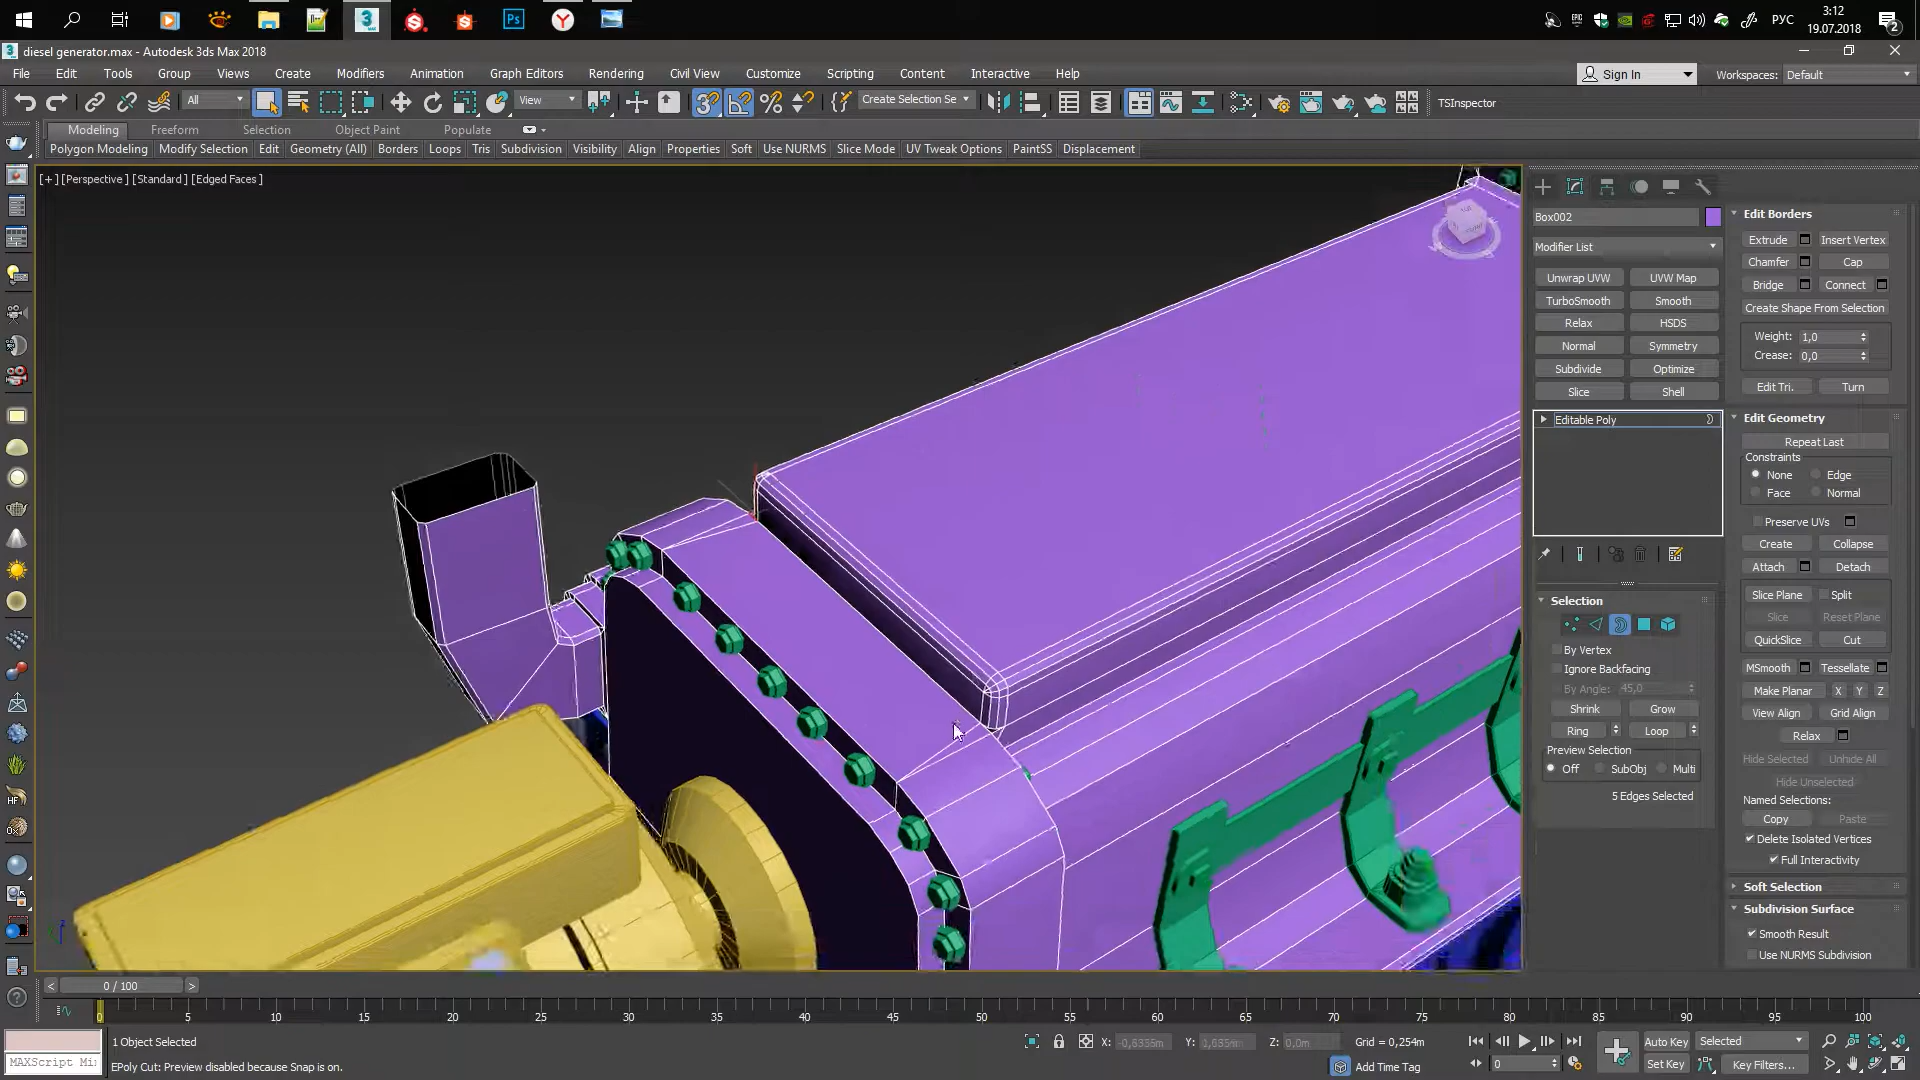 3:12
РУС
19.07.2018
2
Ps
diesel generator.max - Autodesk 3ds Max 2018
File Edit Tools Group Views Create Modifiers Animation Graph Editors Rendering Civil View Customize Scripting Content Interactive Help
Sign In
Workspaces: Default
All
View
Create Selection Se
TSInspector
Modeling Freeform Selection Object Paint Populate
Polygon Modeling Modify Selection Edit Geometry (All) Borders Loops Tris Subdivision Visibility Align Properties Soft Use NURMS Slice Mode UV Tweak Options PaintSS Displacement
[+] [Perspective] [Standard] [Edged Faces]
Box002
Modifier List
Unwrap UVW UVW Map
TurboSmooth Smooth
Relax HSDS
Normal Symmetry
Subdivide Optimize
Slice Shell
Editable Poly
Selection
By Vertex
Ignore Backfacing
By Angle: 45,0
Shrink Grow
Ring Loop
Preview Selection
Off SubObj Multi
5 Edges Selected
Edit Borders
Extrude Insert Vertex
Chamfer Cap
Bridge Connect
Create Shape From Selection
Weight: 1,0
Crease: 0,0
Edit Tri. Turn
Edit Geometry
Repeat Last
Constraints
None Edge
Face Normal
Preserve UVs
Create Collapse
Attach Detach
Slice Plane Split
Slice Reset Plane
QuickSlice Cut
MSmooth Tessellate
Make Planar X Y Z
View Align Grid Align
Relax
Hide Selected Unhide All
Hide Unselected
Named Selections:
Copy Paste
Delete Isolated Vertices
Full Interactivity
Soft Selection
Subdivision Surface
Smooth Result
Use NURMS Subdivision
< 0 / 100 >
0 5 10 15 20 25 30 35 40 45 50 55 60 65 70 75 80 85 90 95 100
1 Object Selected
X: -0,6335m Y: 1,635m Z: 0,0m Grid = 0,254m
Auto Key Selected
MAXScript Mi
EPoly Cut: Preview disabled because Snap is on.
Add Time Tag
0
Set Key Key Filters...